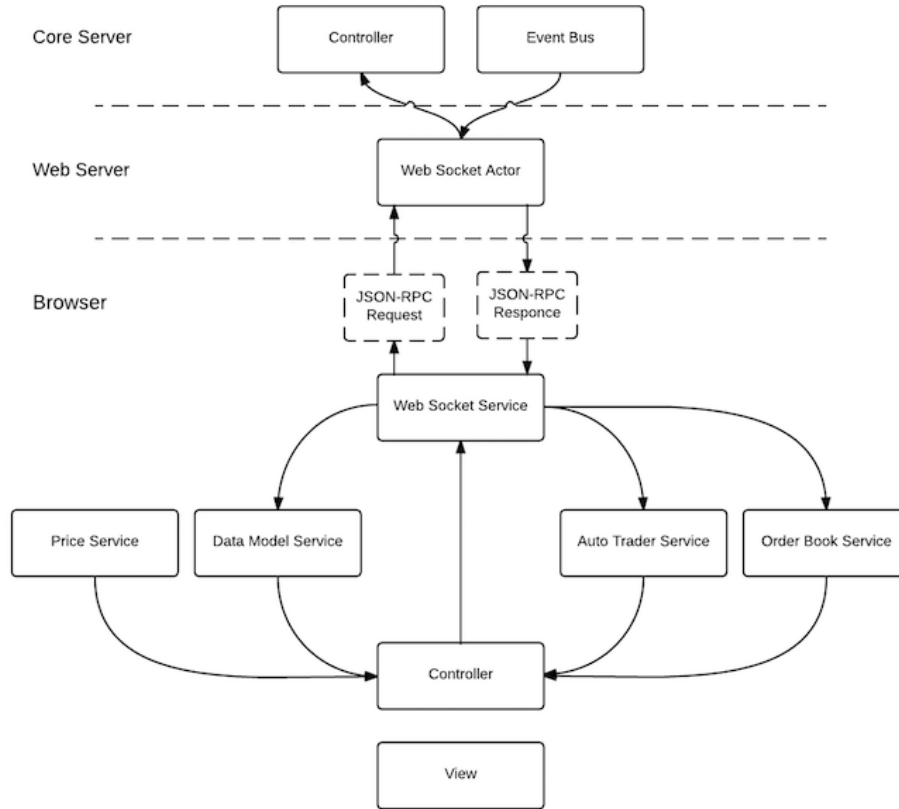 Core Server
Controller
Event Bus
Web Server
Web Socket Actor
Browser
JSON-RPC
Request
JSON-RPC
Responce
Web Socket Service
Price Service
Data Model Service
Auto Trader Service
Order Book Service
Controller
View